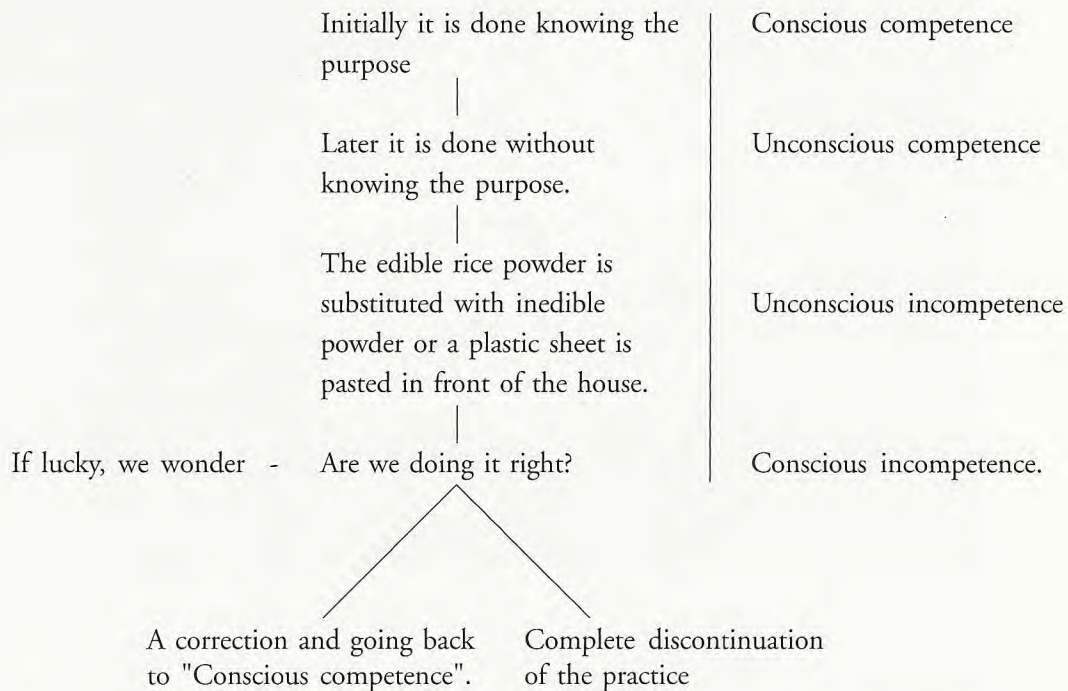 Initially it is done knowing the
purpose
Conscious competence
Later it is done without
knowing the purpose.
Unconscious competence
The edible rice powder is
substituted with inedible
powder or a plastic sheet is
pasted in front of the house.
Unconscious incompetence
If lucky, we wonder - Are we doing it right?
Conscious incompetence.
A correction and going back
to "Conscious competence".
Complete discontinuation
of the practice